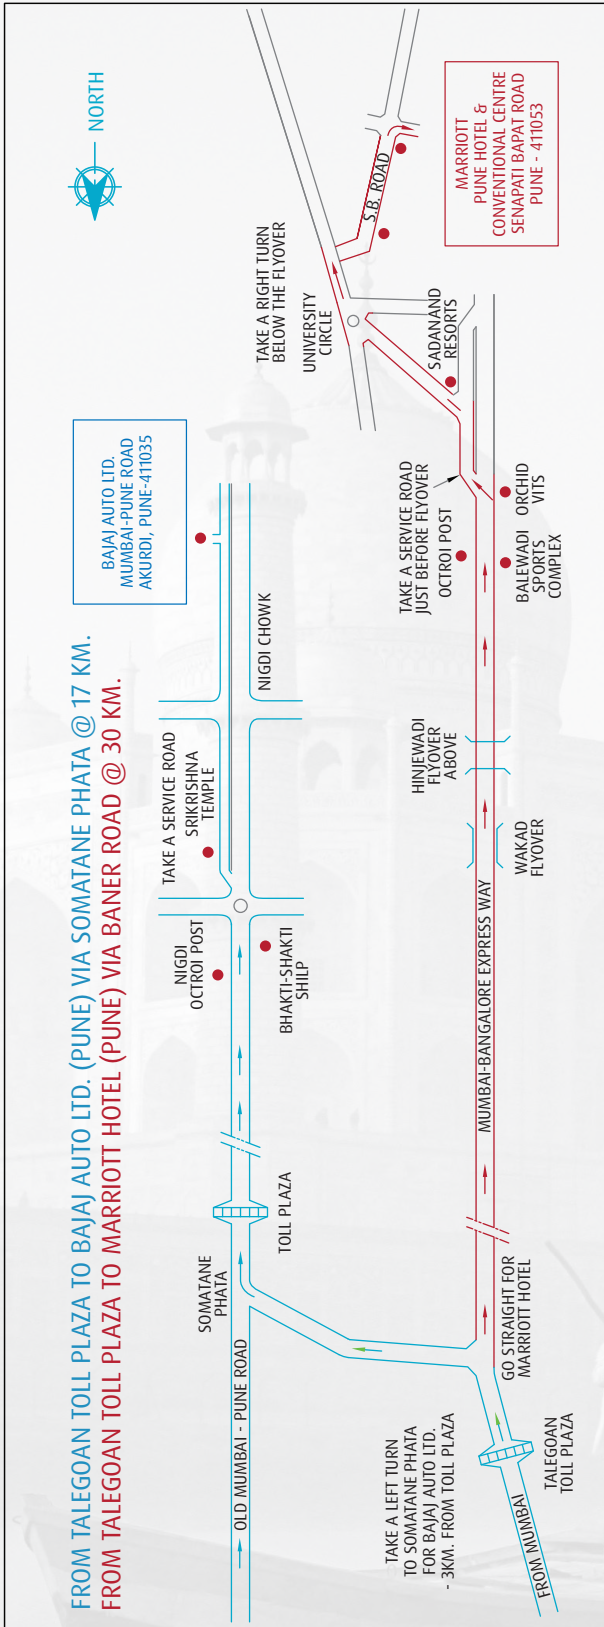 FROM TALEGOAN TOLL PLAZA TO BAJAJ AUTO LTD. (PUNE) VIA SOMATANE PHATA @ 17 KM.
FROM TALEGOAN TOLL PLAZA TO MARRIOTT HOTEL (PUNE) VIA BANER ROAD @ 30 KM.
NORTH
BAJAJ AUTO LTD.
MUMBAI-PUNE ROAD
AKURDI, PUNE-411035
OLD MUMBAI - PUNE ROAD
SOMATANE
PHATA
TOLL PLAZA
NIGDI
OCTROI POST
BHAKTI-SHAKTI
SHILP
TAKE A SERVICE ROAD
SRIKRISHNA
TEMPLE
NIGDI CHOWK
TAKE A RIGHT TURN
BELOW THE FLYOVER
UNIVERSITY
CIRCLE
S.B. ROAD
MARRIOTT
PUNE HOTEL &
CONVENTIONAL CENTRE
SENAPATI BAPAT ROAD
PUNE - 411053
TAKE A LEFT TURN
TO SOMATANE PHATA
FOR BAJAJ AUTO LTD.
- 3KM. FROM TOLL PLAZA
FROM MUMBAI
TALEGOAN
TOLL PLAZA
GO STRAIGHT FOR
MARRIOTT HOTEL
MUMBAI-BANGALORE EXPRESS WAY
WAKAD
FLYOVER
HINJEWADI
FLYOVER
ABOVE
TAKE A SERVICE ROAD
JUST BEFORE FLYOVER
OCTROI POST
BALEWADI
SPORTS
COMPLEX
ORCHID
VITS
SADANAND
RESORTS